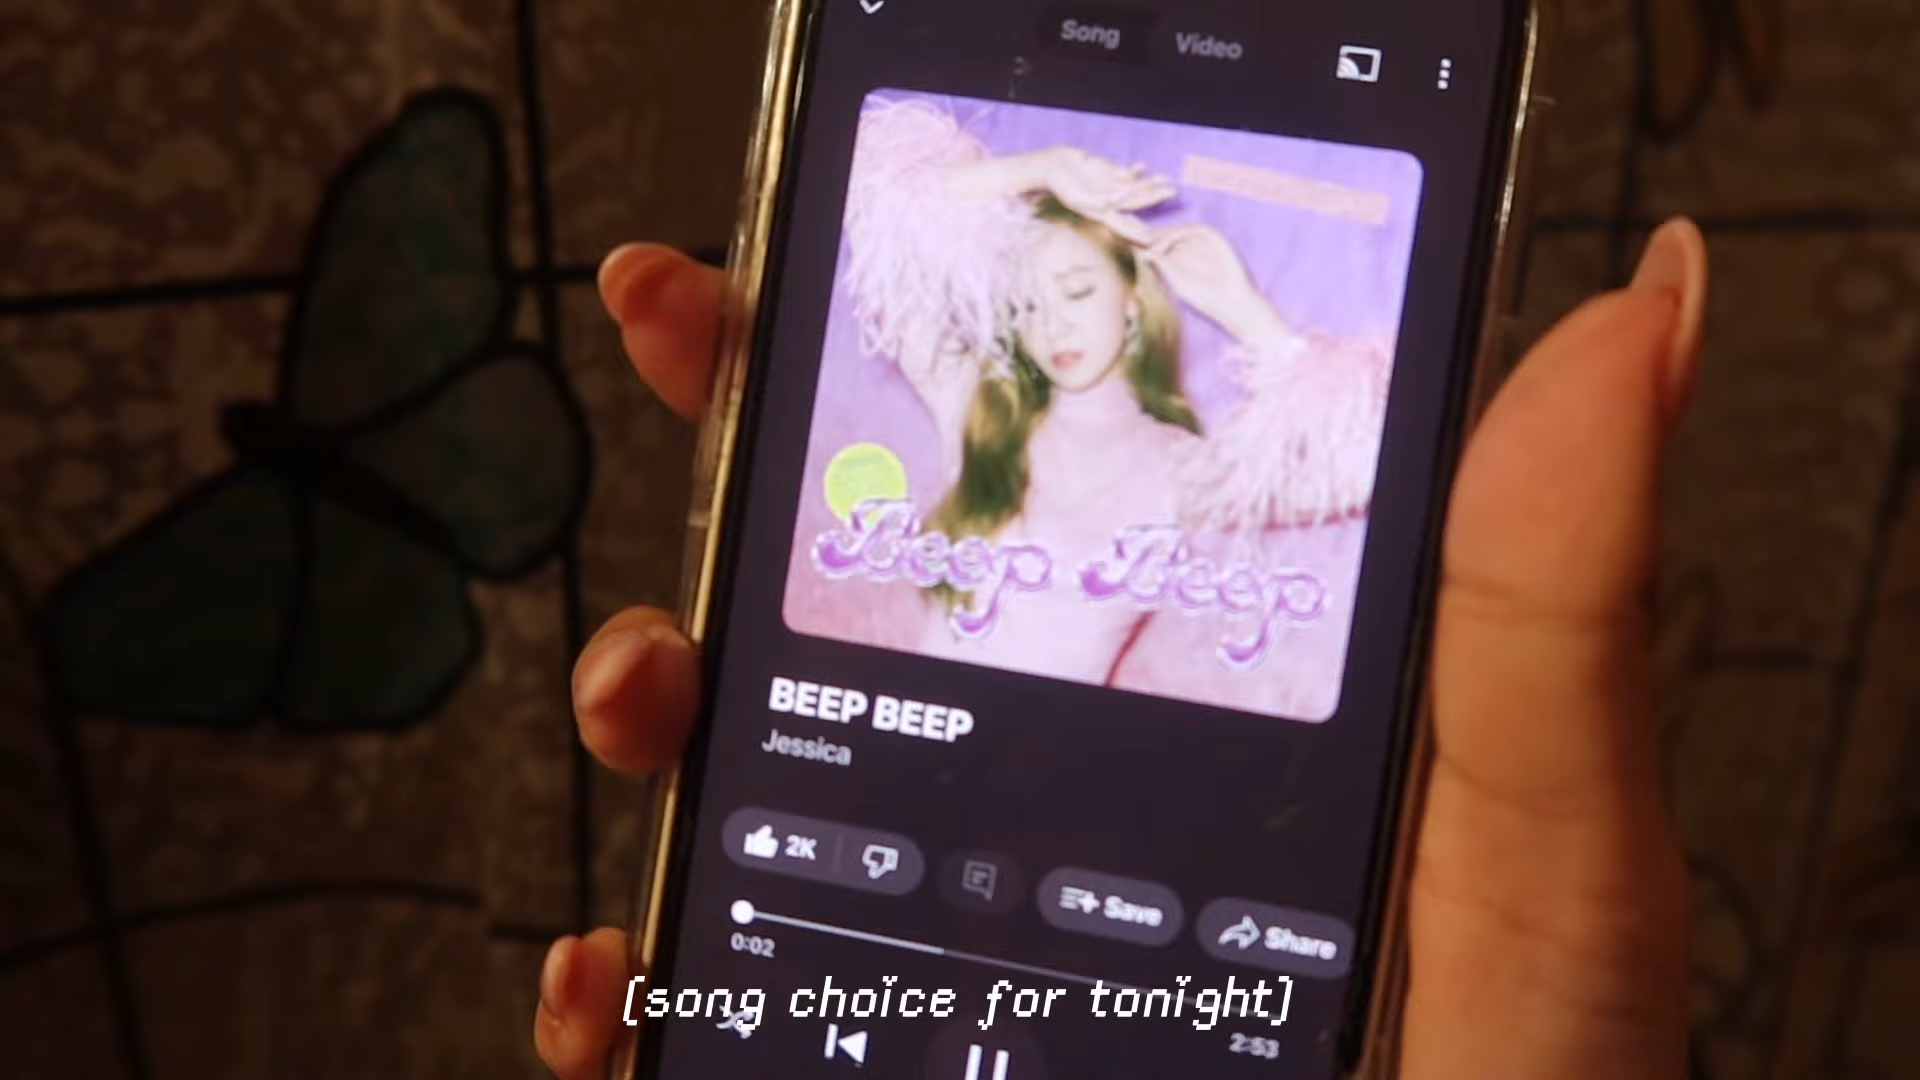 Song Video
Beep Beep
BEEP BEEP
Jessica
2K Save Share
0:02
[song choice for tonight]
2:53